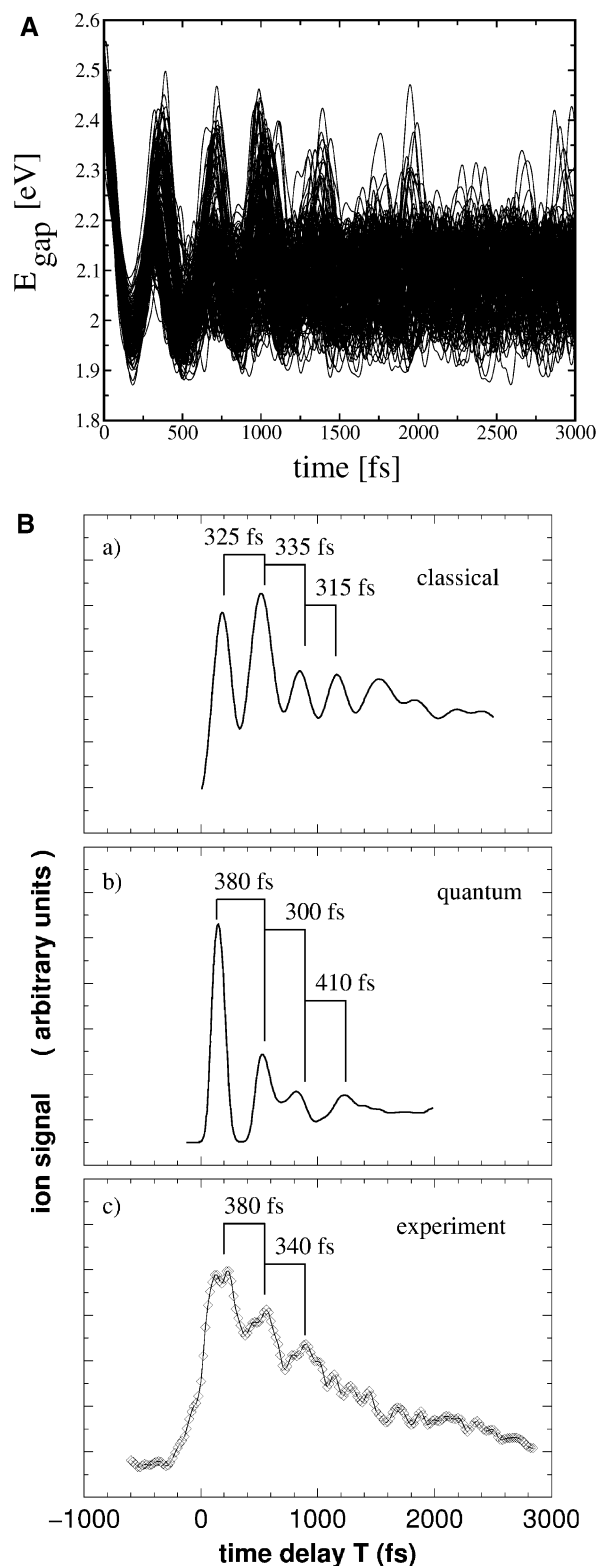 A
2.6
2.5
2.4
2.3
2.2
2.1
2
1.9
1.8
E gap [eV]
0 500 1000 1500 2000 2500 3000
time [fs]
B
a)
325 fs
335 fs
315 fs
classical
b)
380 fs
300 fs
410 fs
quantum
c)
380 fs
340 fs
experiment
ion signal ( arbitrary units )
−1000 0 1000 2000 3000
time delay T (fs)